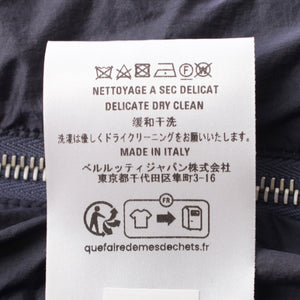 NETTOYAGE A SEC DELICAT
DELICATE DRY CLEAN
缓和干洗
洗濯は優しくドライクリーニングをお願いいたします。
MADE IN ITALY
ベルルッティジャパン株式会社
東京都千代田区隼町3-16
FR
quefairedemesdechets.fr